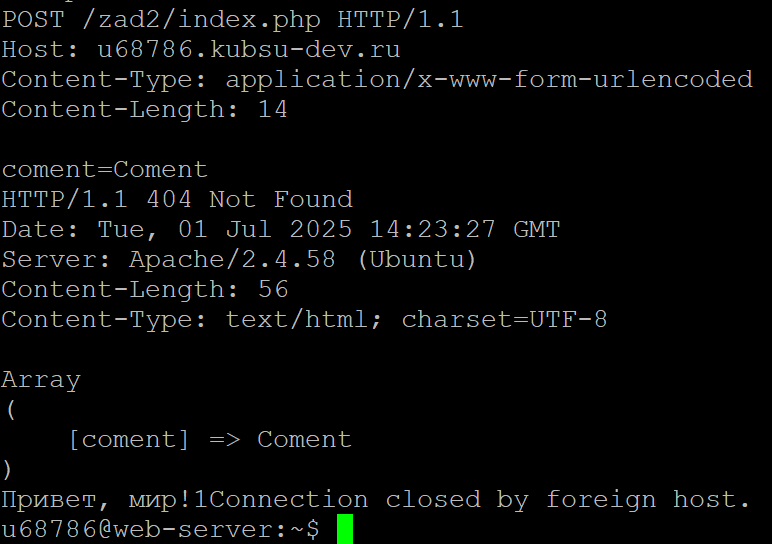 POST /zad2/index.php HTTP/1.1
Host: u68786.kubsu-dev.ru
Content-Type: application/x-www-form-urlencoded
Content-Length: 14

coment=Coment
HTTP/1.1 404 Not Found
Date: Tue, 01 Jul 2025 14:23:27 GMT
Server: Apache/2.4.58 (Ubuntu)
Content-Length: 56
Content-Type: text/html; charset=UTF-8

Array
(
    [coment] => Coment
)
Привет, мир!1Connection closed by foreign host.
u68786@web-server:~$